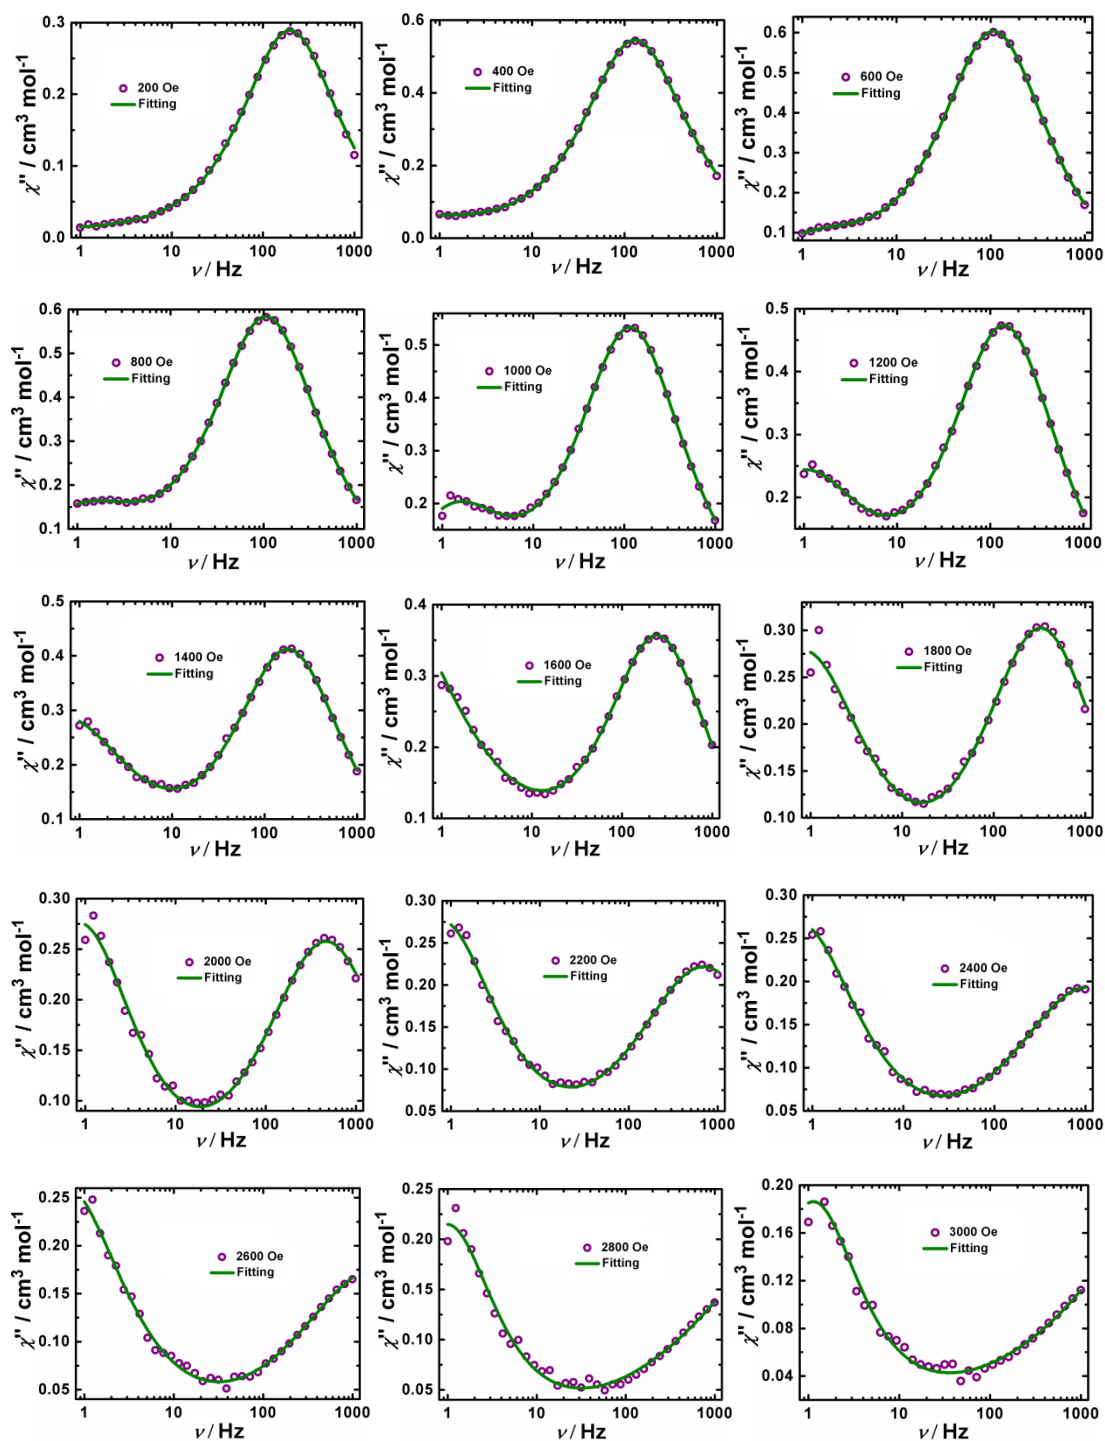 χ'' / cm³ mol⁻¹
0.3
0.2
0.1
0.0
200 Oe
Fitting
1 10 100 1000
ν / Hz
χ'' / cm³ mol⁻¹
0.6
0.4
0.2
0.0
400 Oe
Fitting
1 10 100 1000
ν / Hz
χ'' / cm³ mol⁻¹
0.6
0.5
0.4
0.3
0.2
0.1
600 Oe
Fitting
1 10 100 1000
ν / Hz
χ'' / cm³ mol⁻¹
0.6
0.5
0.4
0.3
0.2
0.1
800 Oe
Fitting
1 10 100 1000
ν / Hz
χ'' / cm³ mol⁻¹
0.5
0.4
0.3
0.2
1000 Oe
Fitting
1 10 100 1000
ν / Hz
χ'' / cm³ mol⁻¹
0.5
0.4
0.3
0.2
1200 Oe
Fitting
1 10 100 1000
ν / Hz
χ'' / cm³ mol⁻¹
0.5
0.4
0.3
0.2
0.1
1400 Oe
Fitting
1 10 100 1000
ν / Hz
χ'' / cm³ mol⁻¹
0.4
0.3
0.2
0.1
1600 Oe
Fitting
1 10 100 1000
ν / Hz
χ'' / cm³ mol⁻¹
0.30
0.25
0.20
0.15
0.10
1800 Oe
Fitting
1 10 100 1000
ν / Hz
χ'' / cm³ mol⁻¹
0.30
0.25
0.20
0.15
0.10
2000 Oe
Fitting
1 10 100 1000
ν / Hz
χ'' / cm³ mol⁻¹
0.30
0.25
0.20
0.15
0.10
0.05
2200 Oe
Fitting
1 10 100 1000
ν / Hz
χ'' / cm³ mol⁻¹
0.30
0.25
0.20
0.15
0.10
0.05
2400 Oe
Fitting
1 10 100 1000
ν / Hz
χ'' / cm³ mol⁻¹
0.25
0.20
0.15
0.10
0.05
2600 Oe
Fitting
1 10 100 1000
ν / Hz
χ'' / cm³ mol⁻¹
0.25
0.20
0.15
0.10
0.05
2800 Oe
Fitting
1 10 100 1000
ν / Hz
χ'' / cm³ mol⁻¹
0.20
0.16
0.12
0.08
0.04
3000 Oe
Fitting
1 10 100 1000
ν / Hz